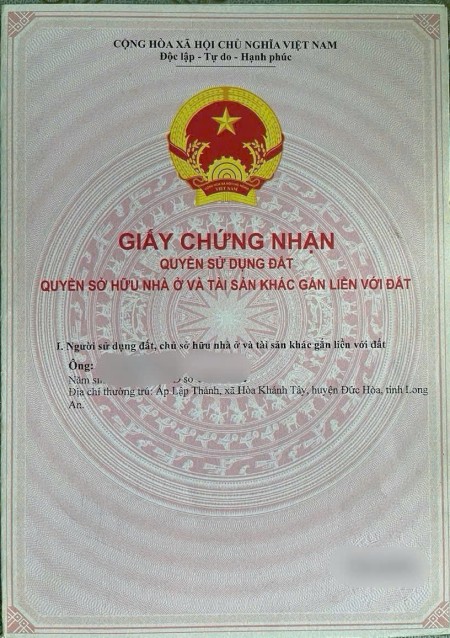 CỘNG HÒA XÃ HỘI CHỦ NGHĨA VIỆT NAM
Độc lập - Tự do - Hạnh phúc
VIỆT NAM
GIẤY CHỨNG NHẬN
QUYỀN SỬ DỤNG ĐẤT
QUYỀN SỞ HỮU NHÀ Ở VÀ TÀI SẢN KHÁC GẮN LIỀN VỚI ĐẤT
I. Người sử dụng đất, chủ sở hữu nhà ở và tài sản khác gắn liền với đất
Ông:
Năm
Địa chỉ thường trú: Ấp Lập Thành, xã Hòa Khánh Tây, huyện Đức Hòa, tỉnh Long
An.